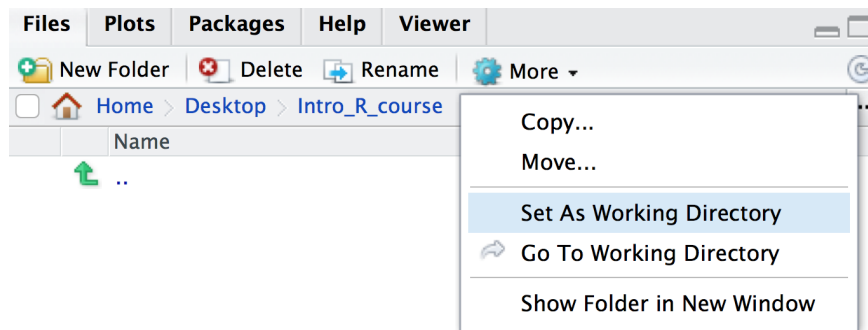 Files Plots Packages Help Viewer
New Folder Delete Rename More
Home Desktop Intro_R_course ...
Name
..
Copy...
Move...
Set As Working Directory
Go To Working Directory
Show Folder in New Window